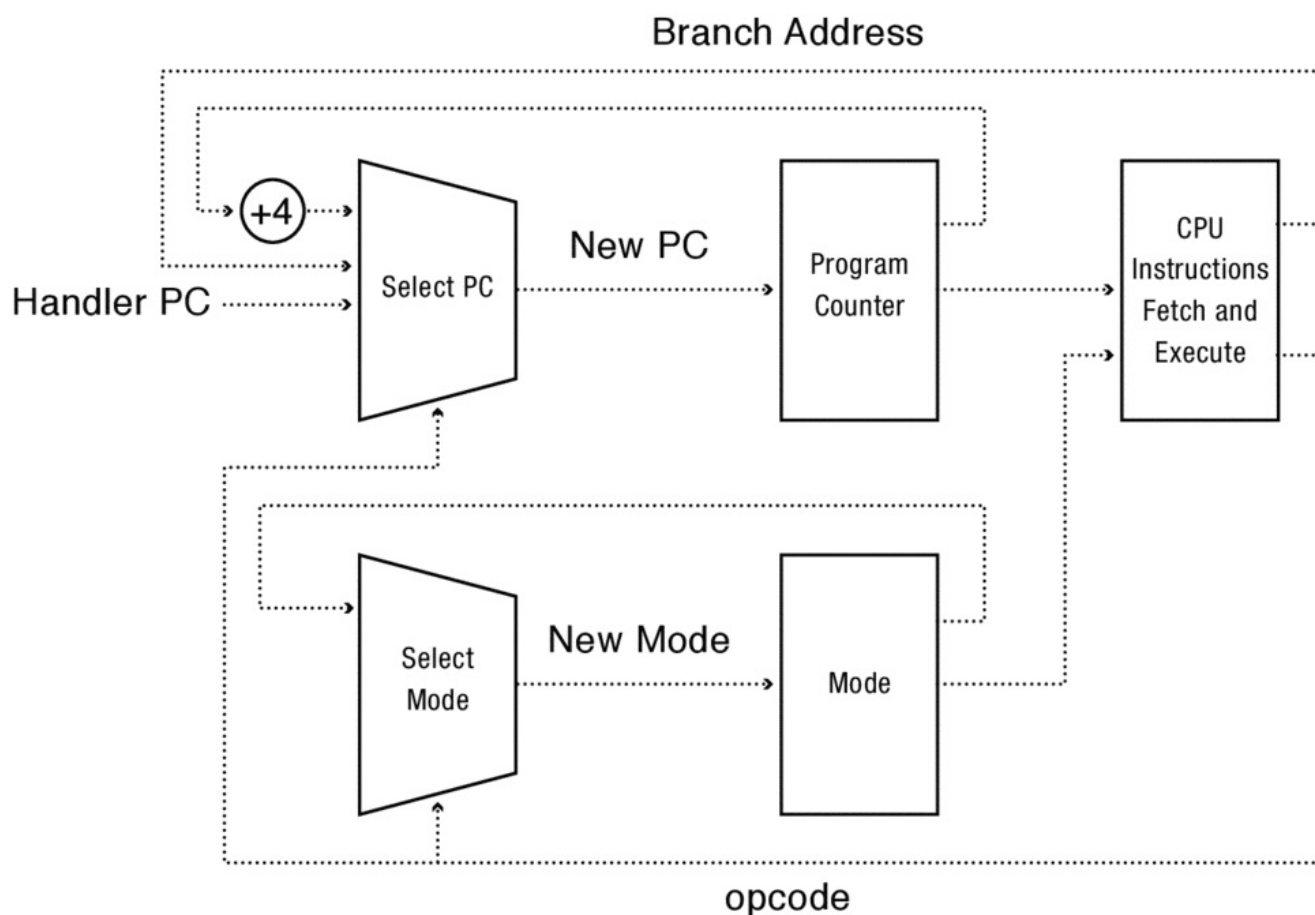 Branch Address
+4
Handler PC
Select PC
New PC
Program
Counter
CPU
Instructions
Fetch and
Execute
Select
Mode
New Mode
Mode
opcode